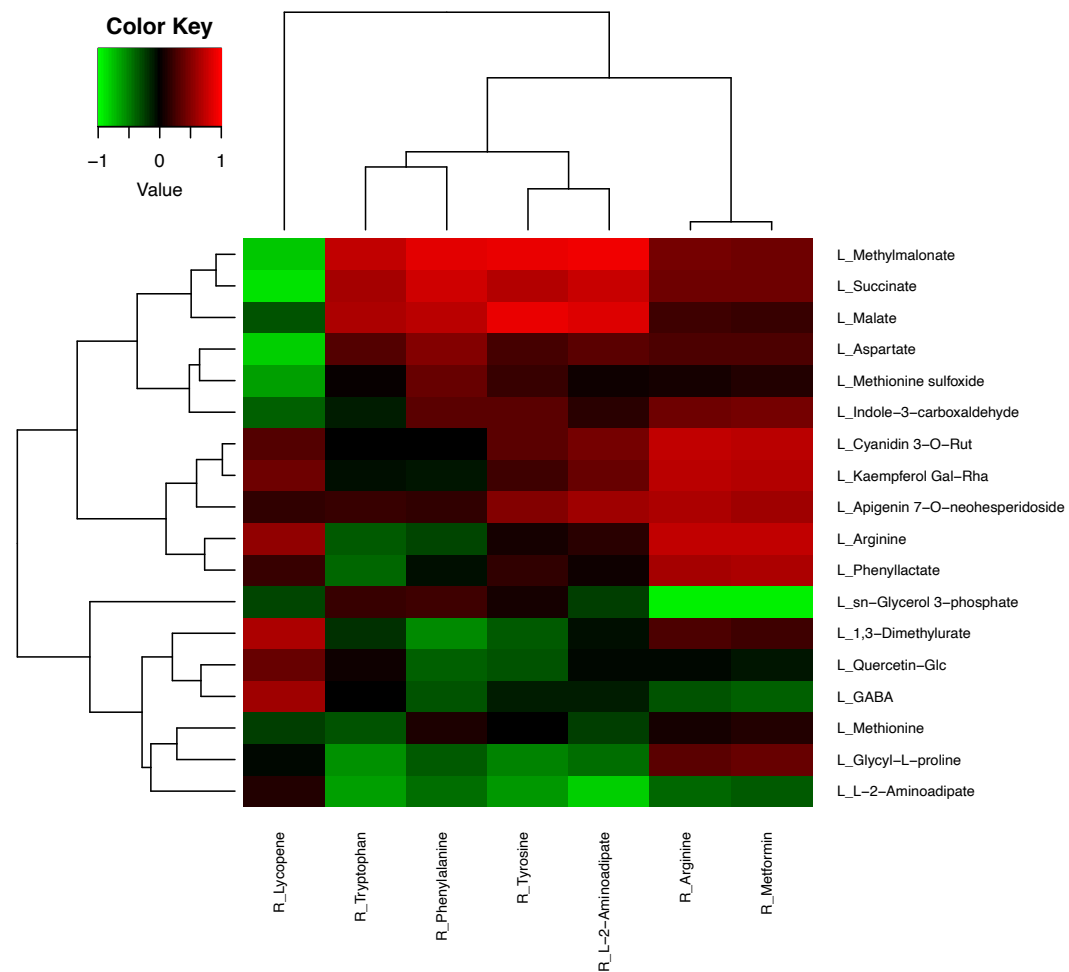 Color Key
−1 0 1
Value
L_Methylmalonate
L_Succinate
L_Malate
L_Aspartate
L_Methionine sulfoxide
L_Indole−3−carboxaldehyde
L_Cyanidin 3−O−Rut
L_Kaempferol Gal−Rha
L_Apigenin 7−O−neohesperidoside
L_Arginine
L_Phenyllactate
L_sn−Glycerol 3−phosphate
L_1,3−Dimethylurate
L_Quercetin−Glc
L_GABA
L_Methionine
L_Glycyl−L−proline
L_L−2−Aminoadipate
R_Lycopene
R_Tryptophan
R_Phenylalanine
R_Tyrosine
R_L−2−Aminoadipate
R_Arginine
R_Metformin